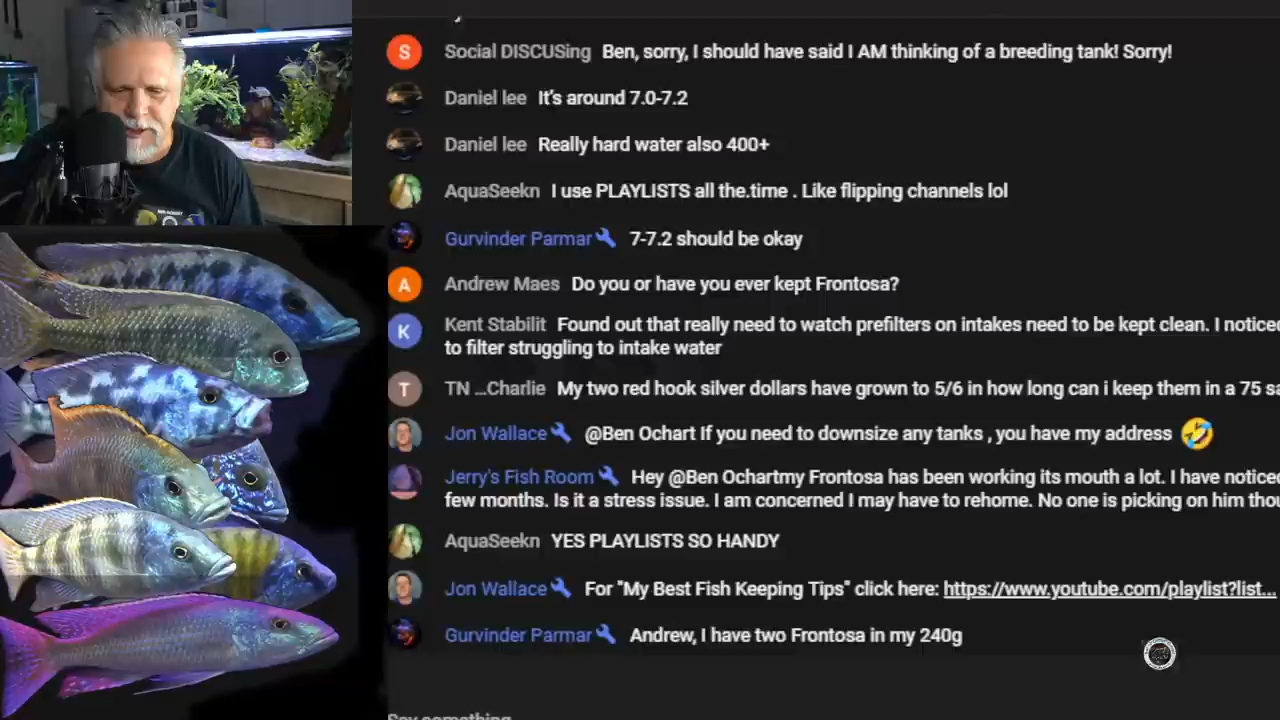 Social DISCUSing Ben, sorry, I should have said I AM thinking of a breeding tank! Sorry!
Daniel lee It's around 7.0-7.2
Daniel lee Really hard water also 400+
AquaSeekn I use PLAYLISTS all the.time . Like flipping channels lol
Gurvinder Parmar 7-7.2 should be okay
Andrew Maes Do you or have you ever kept Frontosa?
Kent Stabilit Found out that really need to watch prefilters on intakes need to be kept clean. I noticed
to filter struggling to intake water
TN ...Charlie My two red hook silver dollars have grown to 5/6 in how long can i keep them in a 75 sa
Jon Wallace @Ben Ochart If you need to downsize any tanks , you have my address 🤣
Jerry's Fish Room Hey @Ben Ochartmy Frontosa has been working its mouth a lot. I have noticed
few months. Is it a stress issue. I am concerned I may have to rehome. No one is picking on him thou
AquaSeekn YES PLAYLISTS SO HANDY
Jon Wallace For "My Best Fish Keeping Tips" click here: https://www.youtube.com/playlist?list...
Gurvinder Parmar Andrew, I have two Frontosa in my 240g
Say something